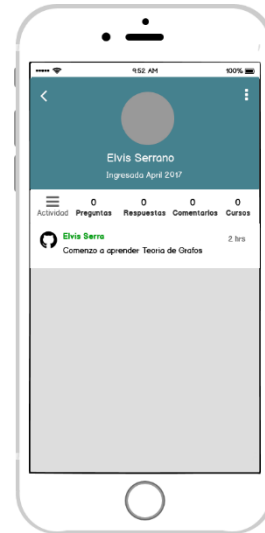 9:52 AM 100%
Elvis Serrano
Ingresada April 2017
0 0 0 0
Actividad Preguntas Respuestas Comentarios Cursos
Elvis Serra 2 hrs
Comenzo a aprender Teoria de Grafos